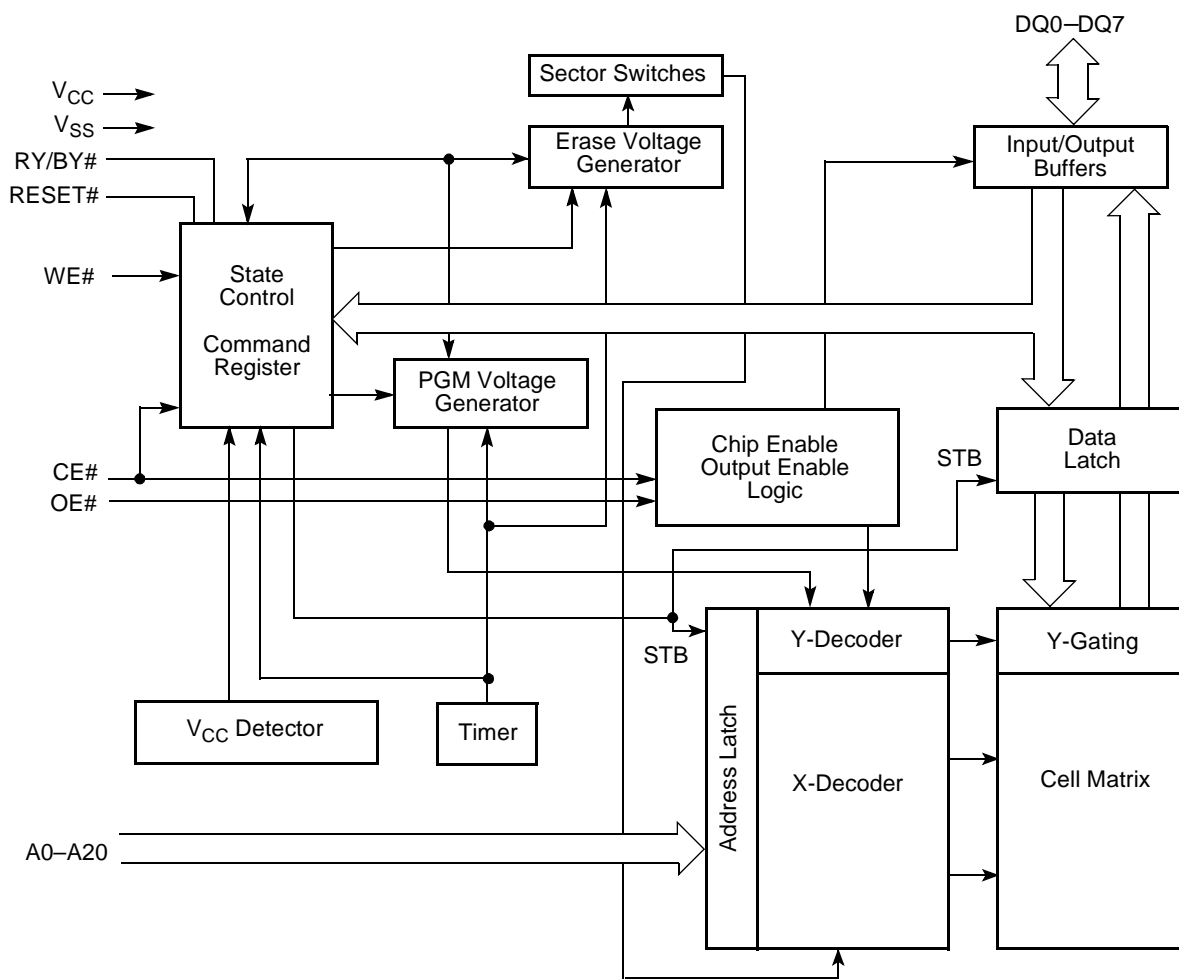 DQ0–DQ7
Sector Switches
VCC
VSS
RY/BY#
RESET#
Erase Voltage
Generator
Input/Output
Buffers
WE#
State
Control
Command
Register
PGM Voltage
Generator
Chip Enable
Output Enable
Logic
Data
Latch
STB
CE#
OE#
STB
Y-Decoder
Y-Gating
VCC Detector
Timer
Address Latch
X-Decoder
Cell Matrix
A0–A20